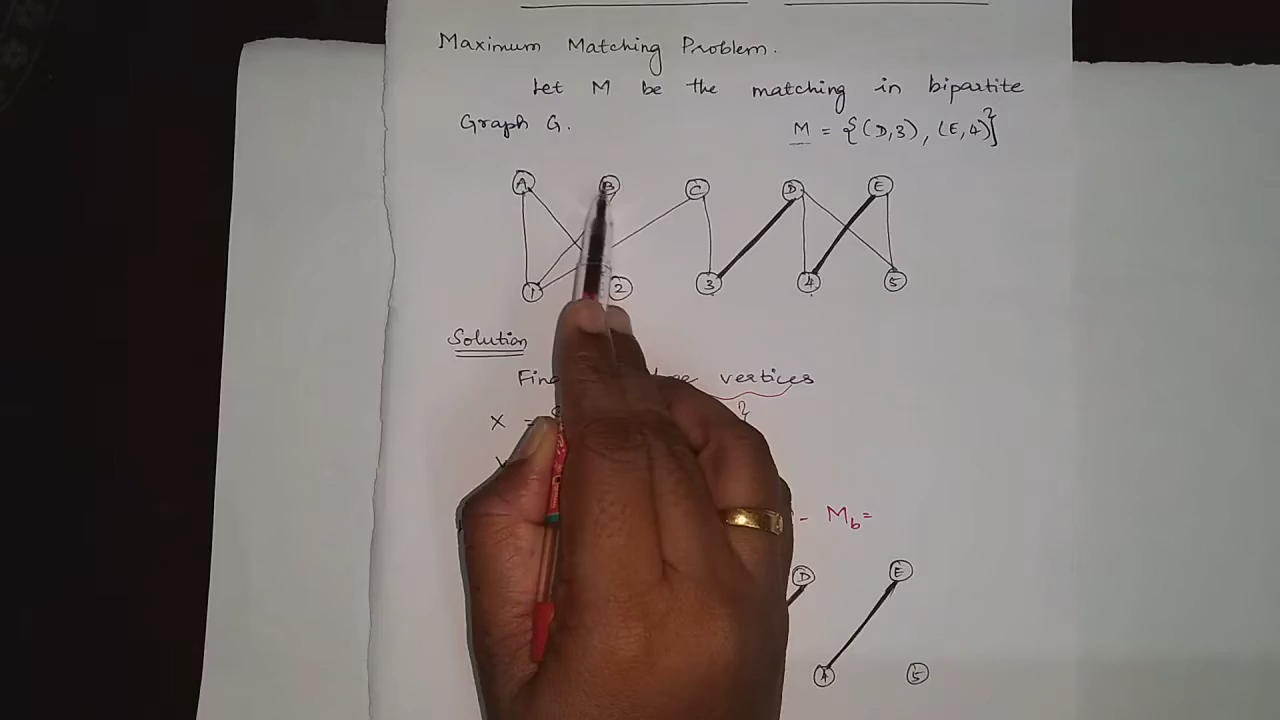 Maximum Matching Problem.
Let M be the matching in bipartite
Graph G. M = {(D,3), (E,4)}
A B C D E
1 2 3 4 5
Solution
vertices
X = }
- M_b =
D E
4 5